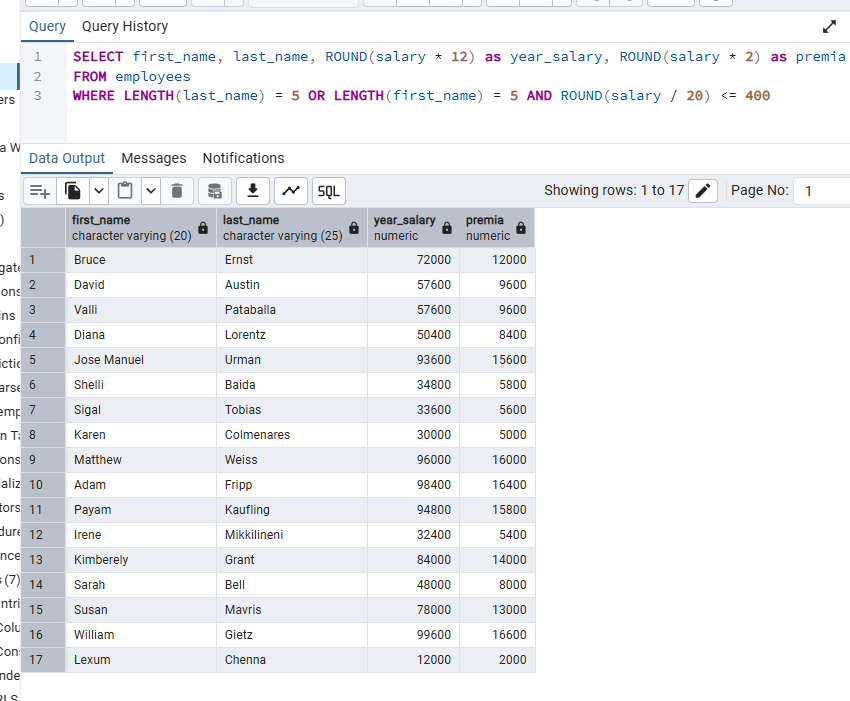 Query Query History
1 SELECT first_name, last_name, ROUND(salary * 12) as year_salary, ROUND(salary * 2) as premia
2 FROM employees
3 WHERE LENGTH(last_name) = 5 OR LENGTH(first_name) = 5 AND ROUND(salary / 20) <= 400
Data Output Messages Notifications
SQL Showing rows: 1 to 17 Page No: 1
first_name last_name year_salary premia
character varying (20) character varying (25) numeric numeric
1 Bruce Ernst 72000 12000
2 David Austin 57600 9600
3 Valli Pataballa 57600 9600
4 Diana Lorentz 50400 8400
5 Jose Manuel Urman 93600 15600
6 Shelli Baida 34800 5800
7 Sigal Tobias 33600 5600
8 Karen Colmenares 30000 5000
9 Matthew Weiss 96000 16000
10 Adam Fripp 98400 16400
11 Payam Kaufling 94800 15800
12 Irene Mikkilineni 32400 5400
13 Kimberely Grant 84000 14000
14 Sarah Bell 48000 8000
15 Susan Mavris 78000 13000
16 William Gietz 99600 16600
17 Lexum Chenna 12000 2000